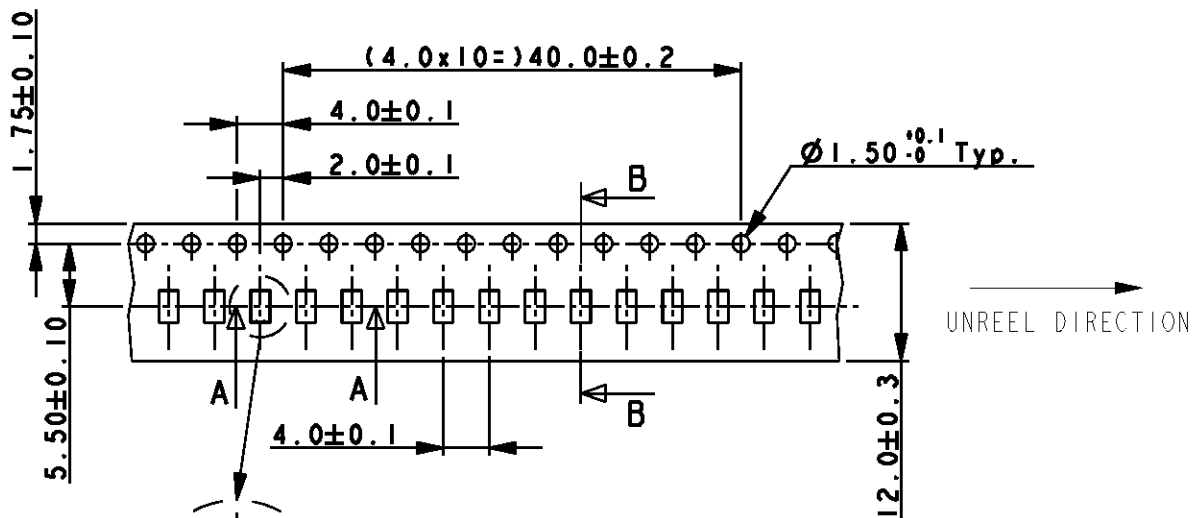 (4.0x10=)40.0±0.2
1.75±0.10
4.0±0.1
Ø1.50 +0.1 -0 Typ.
2.0±0.1
B
UNREEL DIRECTION
A
A
B
5.50±0.10
4.0±0.1
12.0±0.3